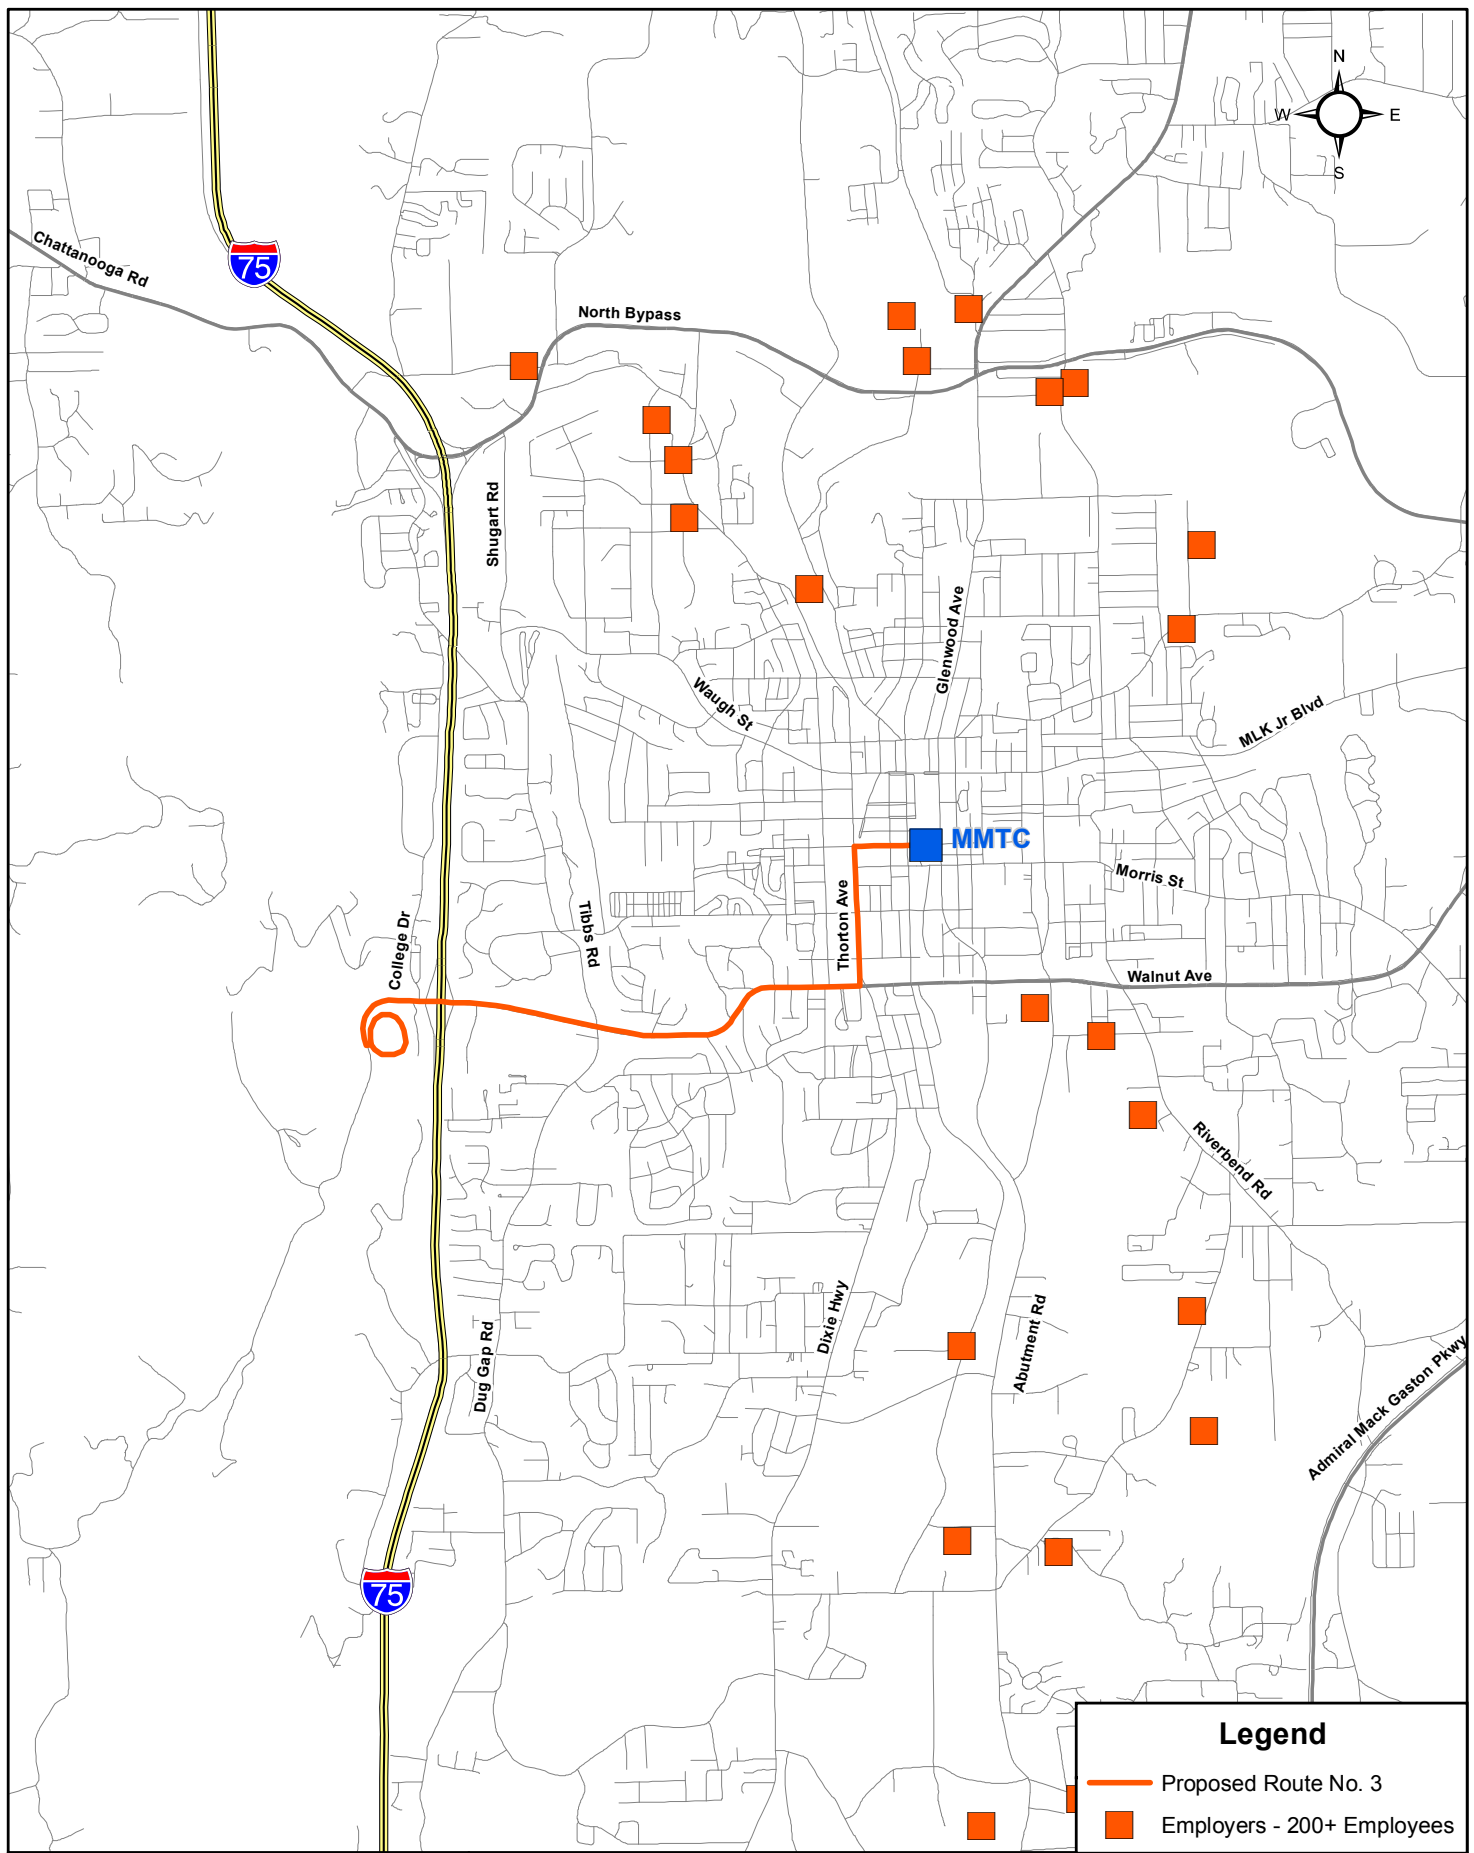 N
W
E
S
Chattanooga Rd
75
North Bypass
Shugart Rd
Glenwood Ave
Waugh St
MLK Jr Blvd
MMTC
Morris St
Thorton Ave
Tibbs Rd
College Dr
Walnut Ave
Riverbend Rd
Dixie Hwy
Abutment Rd
Dug Gap Rd
Admiral Mack Gaston Pkwy
75
Legend
Proposed Route No. 3
Employers - 200+ Employees